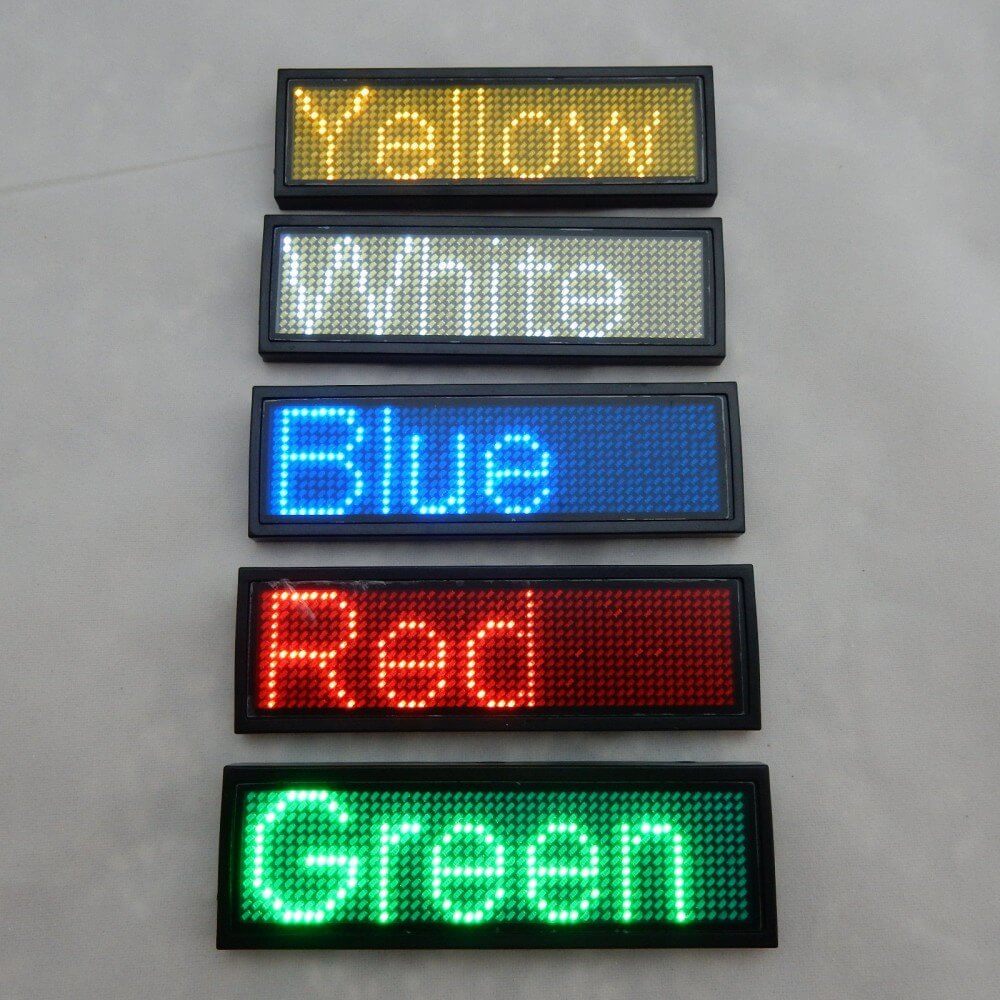 Yellow
White
Blue
Red
Green